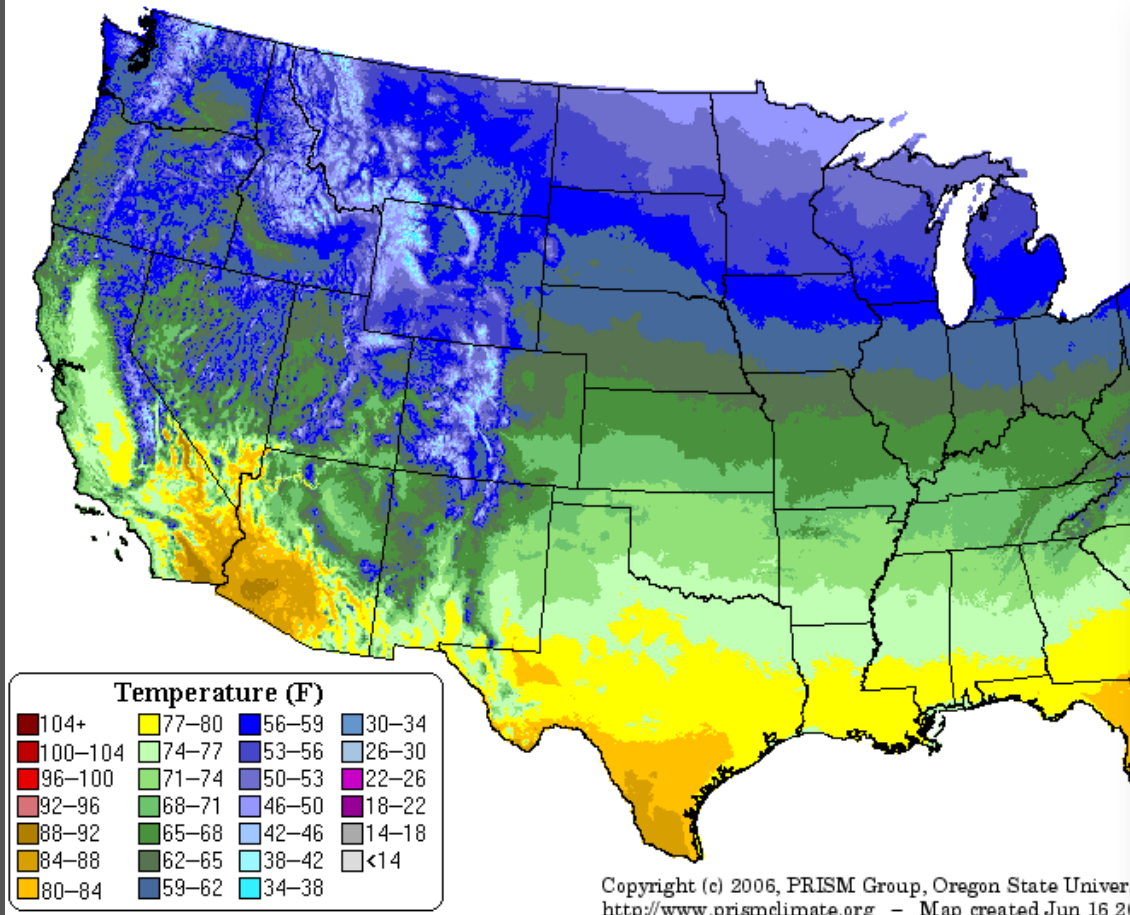 Temperature (F)
104+ 77–80 56–59 30–34
100–104 74–77 53–56 26–30
96–100 71–74 50–53 22–26
92–96 68–71 46–50 18–22
88–92 65–68 42–46 14–18
84–88 62–65 38–42 <14
80–84 59–62 34–38
Copyright (c) 2006, PRISM Group, Oregon State Univer
http://www.prismclimate.org – Map created Jun 16 20